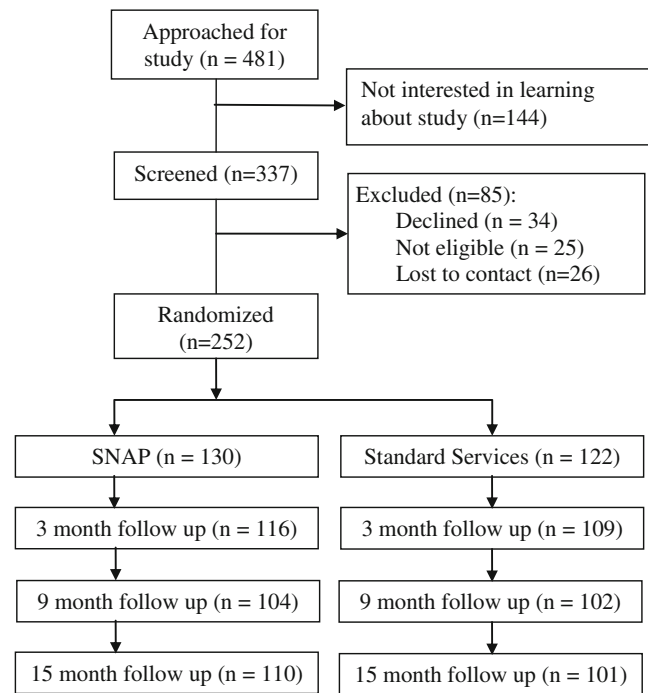 Approached for
study (n = 481)
Not interested in learning
about study (n=144)
Screened (n=337)
Excluded (n=85):
Declined (n = 34)
Not eligible (n = 25)
Lost to contact (n=26)
Randomized
(n=252)
SNAP (n = 130)
Standard Services (n = 122)
3 month follow up (n = 116)
3 month follow up (n = 109)
9 month follow up (n = 104)
9 month follow up (n = 102)
15 month follow up (n = 110)
15 month follow up (n = 101)